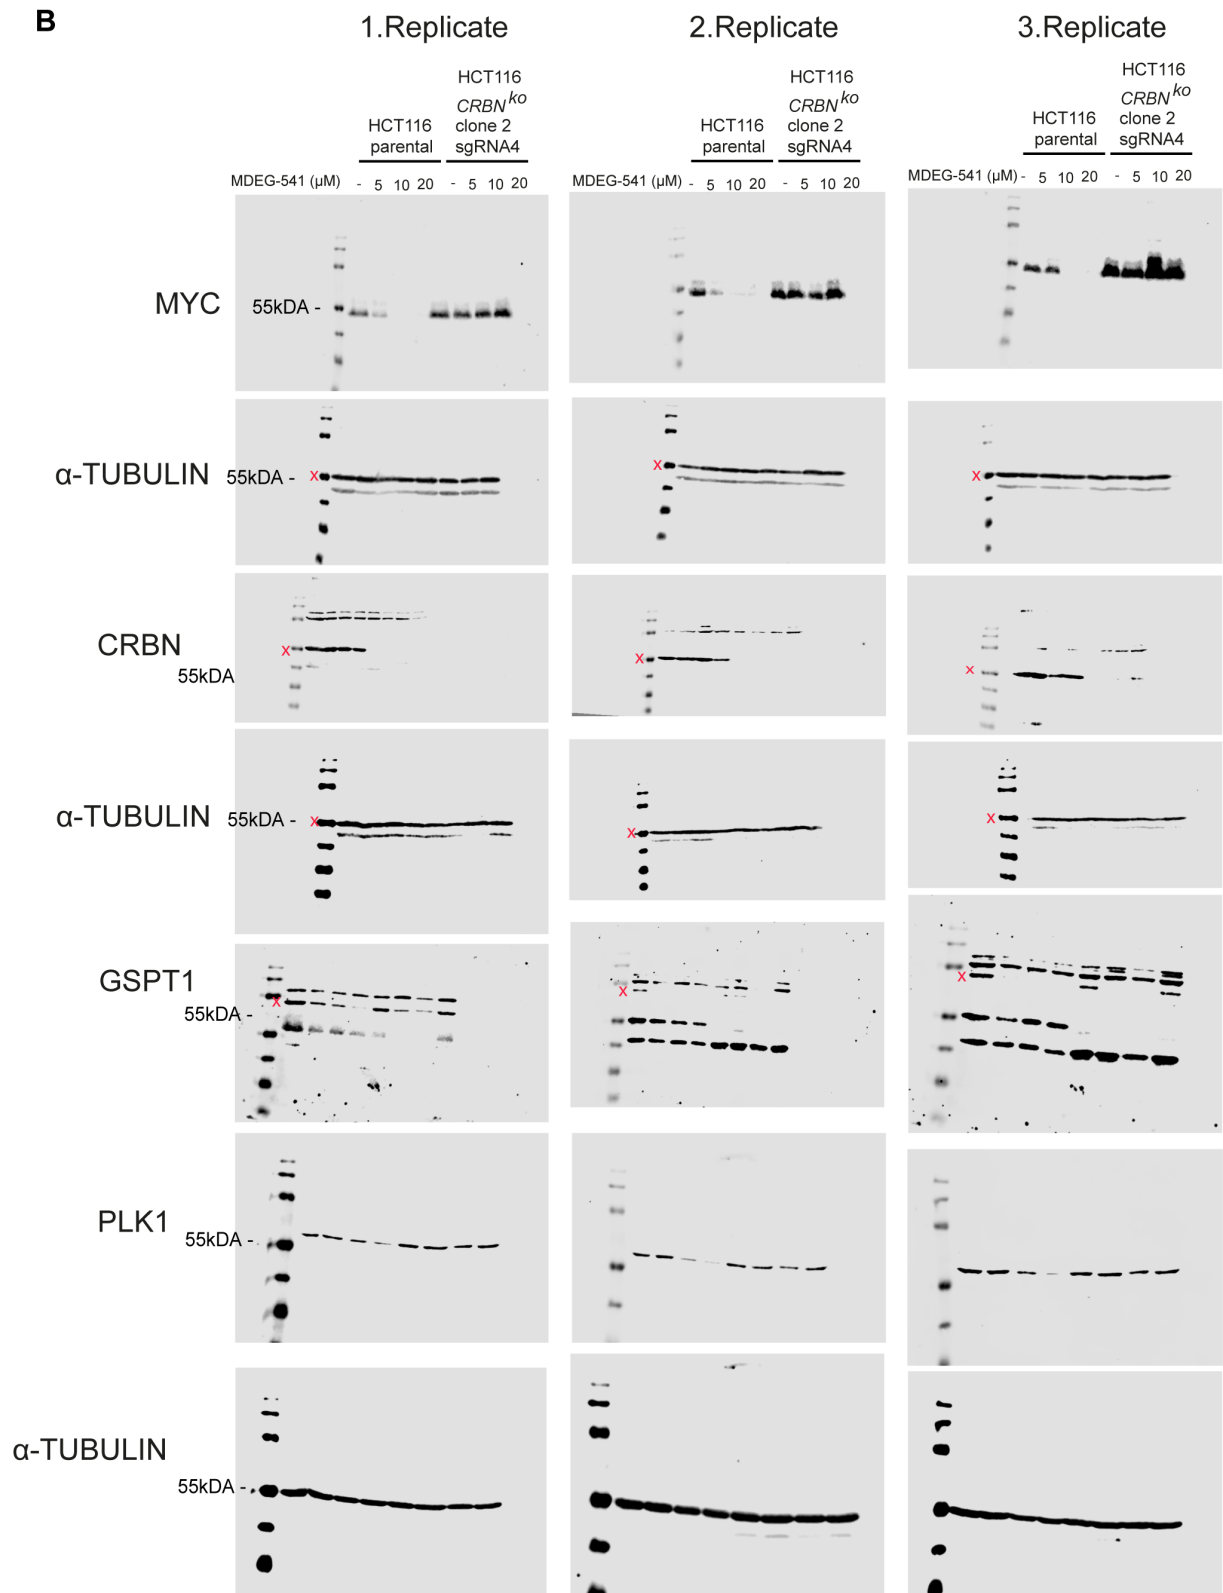 B
1.Replicate
2.Replicate
3.Replicate
HCT116
CRBN^ko
clone 2
sgRNA4
HCT116
parental
HCT116
CRBN^ko
clone 2
sgRNA4
HCT116
parental
HCT116
CRBN^ko
clone 2
sgRNA4
HCT116
parental
MDEG-541 (µM) - 5 10 20 - 5 10 20
MDEG-541 (µM) - 5 10 20 - 5 10 20
MDEG-541 (µM) - 5 10 20 - 5 10 20
MYC
55kDA -
α-TUBULIN
55kDA -
x
x
x
CRBN
55kDA
x
x
x
α-TUBULIN
55kDA -
x
x
x
GSPT1
55kDA -
x
x
x
PLK1
55kDA -
α-TUBULIN
55kDA -